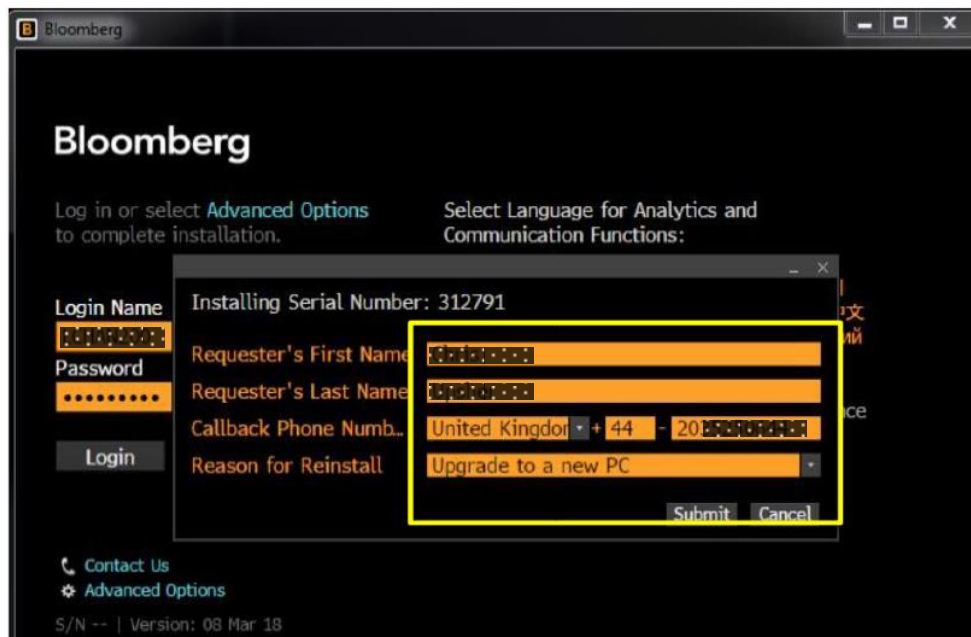 Bloomberg
Bloomberg
Log in or select Advanced Options
to complete installation.
Select Language for Analytics and
Communication Functions:
Installing Serial Number: 312791
Login Name
Requester's First Name
Password
Requester's Last Name
Callback Phone Numb... United Kingdor + 44 - 20
Login
Reason for Reinstall Upgrade to a new PC
Submit Cancel
Contact Us
Advanced Options
S/N -- | Version: 08 Mar 18